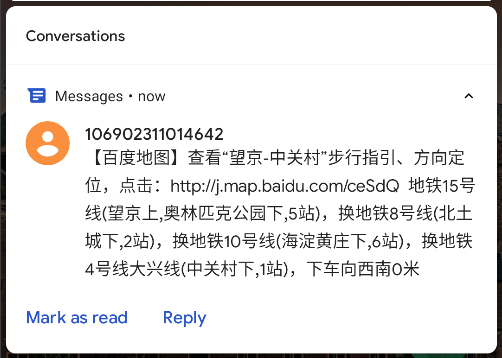 Conversations
Messages • now
106902311014642
【百度地图】查看“望京-中关村”步行指引、方向定
位，点击：http://j.map.baidu.com/ceSdQ 地铁15号
线(望京上,奥林匹克公园下,5站)，换地铁8号线(北土
城下,2站)，换地铁10号线(海淀黄庄下,6站)，换地铁
4号线大兴线(中关村下,1站)，下车向西南0米
Mark as read Reply